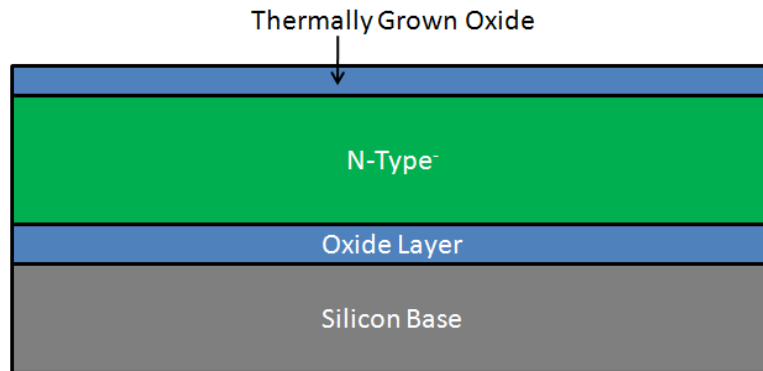 Thermally Grown Oxide
N-Type⁻
Oxide Layer
Silicon Base